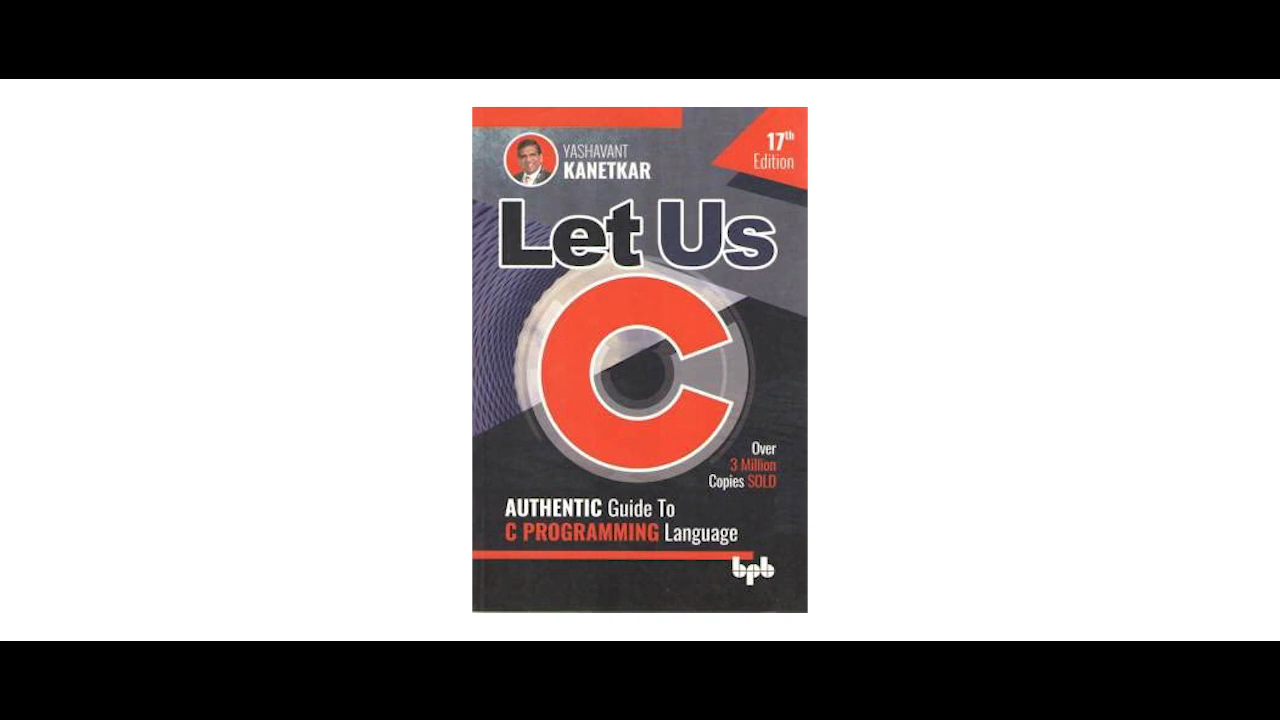 YASHAVANT
KANETKAR
17th
Edition
Let Us
C
Over
3 Million
Copies SOLD
AUTHENTIC Guide To
C PROGRAMMING Language
bpb